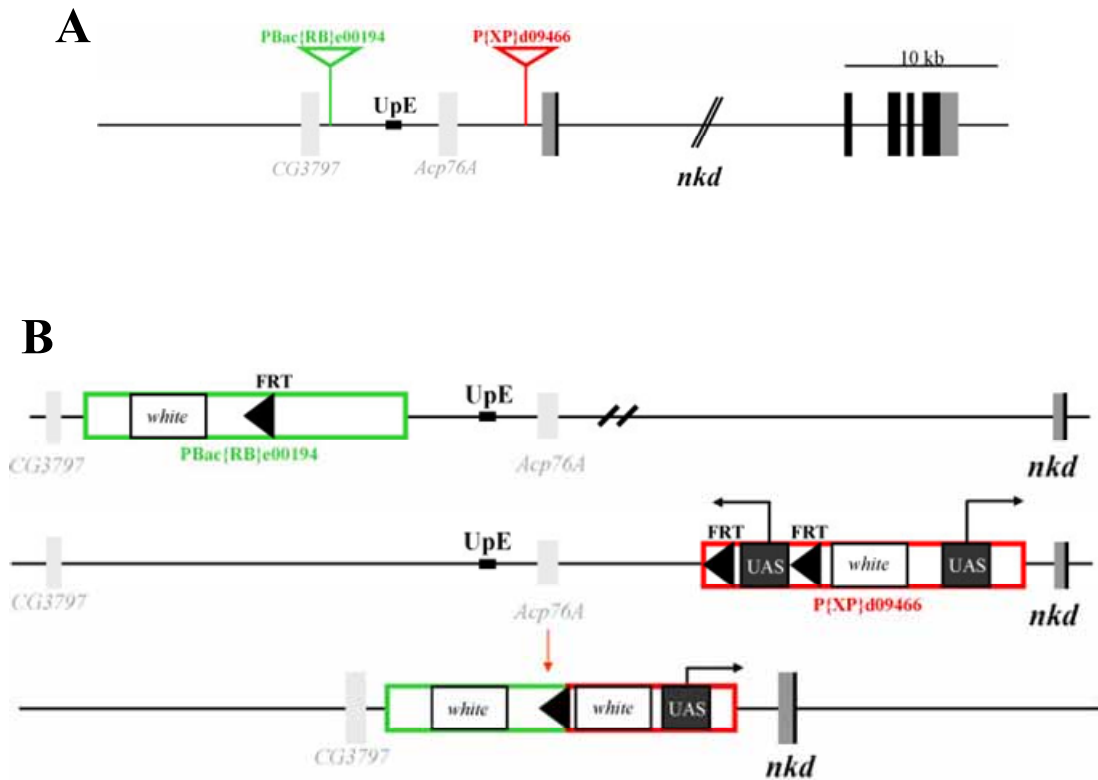 A
PBac{RB}e00194 P{XP}d09466
10 kb
UpE
CG3797 Acp76A
nkd
B
FRT
UpE
white
PBac{RB}e00194
CG3797 Acp76A nkd
FRT FRT
UpE
UAS white UAS
CG3797 Acp76A P{XP}d09466 nkd
white white UAS
CG3797 nkd